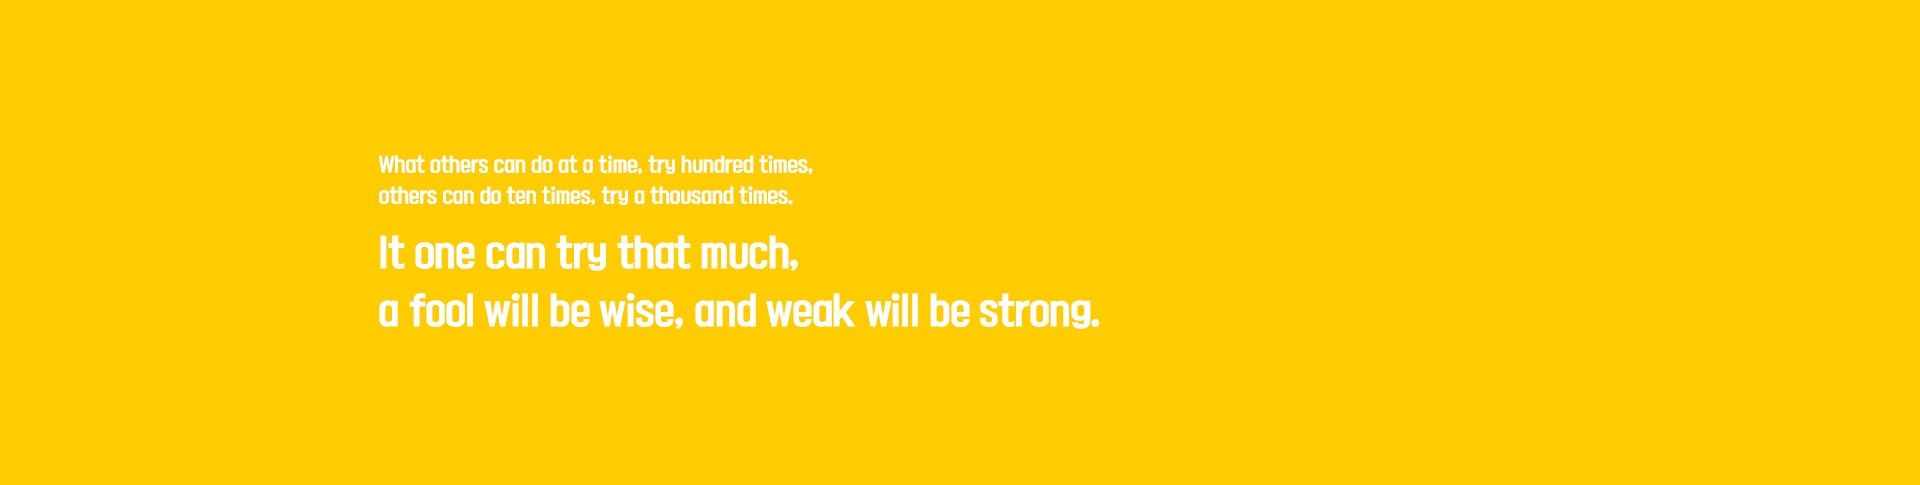 What others can do at a time, try hundred times,
others can do ten times, try a thousand times.
It one can try that much,
a fool will be wise, and weak will be strong.